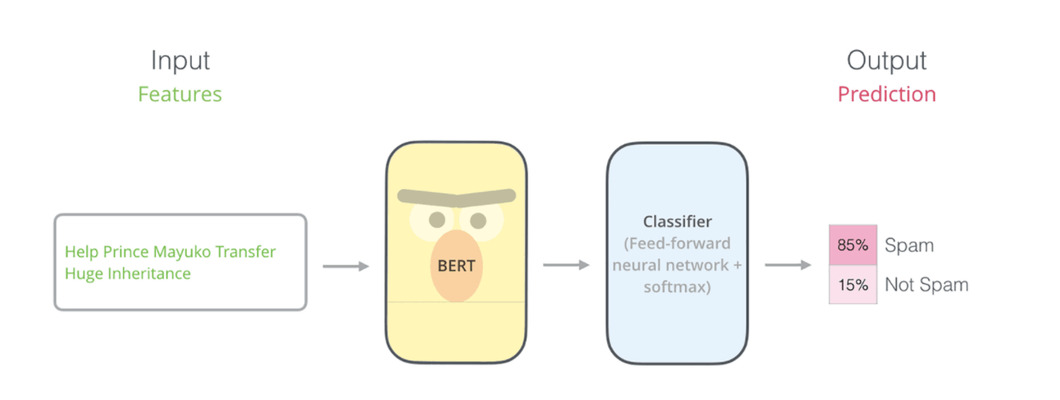 Input
Features
Output
Prediction
Help Prince Mayuko Transfer
Huge Inheritance
BERT
Classifier
(Feed-forward
neural network +
softmax)
85% Spam
15% Not Spam